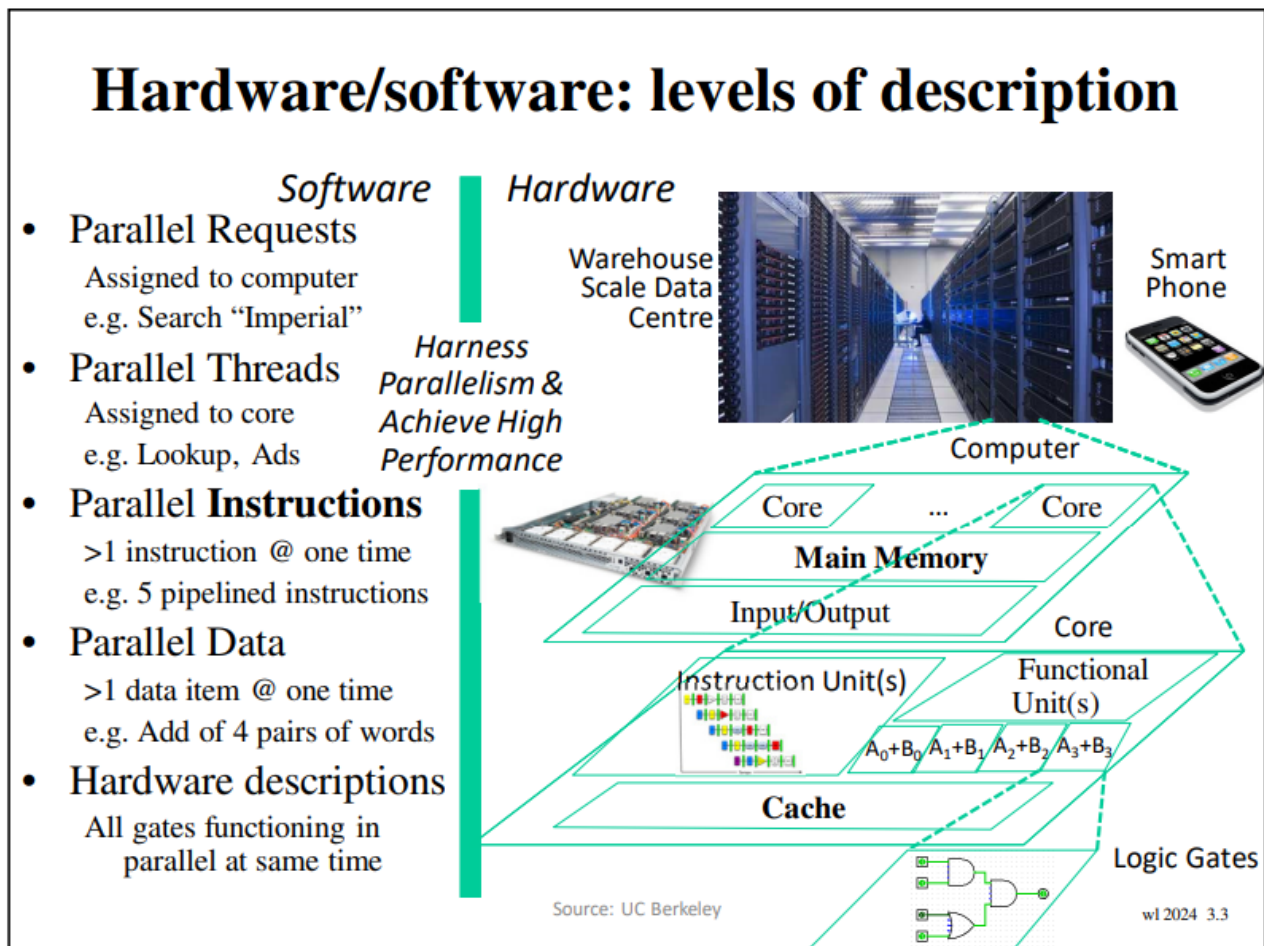 Hardware/software: levels of description
Software
Hardware
• Parallel Requests
Assigned to computer
e.g. Search “Imperial”
• Parallel Threads
Assigned to core
e.g. Lookup, Ads
• Parallel Instructions
>1 instruction @ one time
e.g. 5 pipelined instructions
• Parallel Data
>1 data item @ one time
e.g. Add of 4 pairs of words
• Hardware descriptions
All gates functioning in
parallel at same time
Harness
Parallelism &
Achieve High
Performance
Warehouse
Scale Data
Centre
Smart
Phone
Computer
Core
...
Core
Main Memory
Input/Output
Core
Instruction Unit(s)
Functional
Unit(s)
A₀+B₀
A₁+B₁
A₂+B₂
A₃+B₃
Cache
Logic Gates
Source: UC Berkeley
wl 2024 3.3